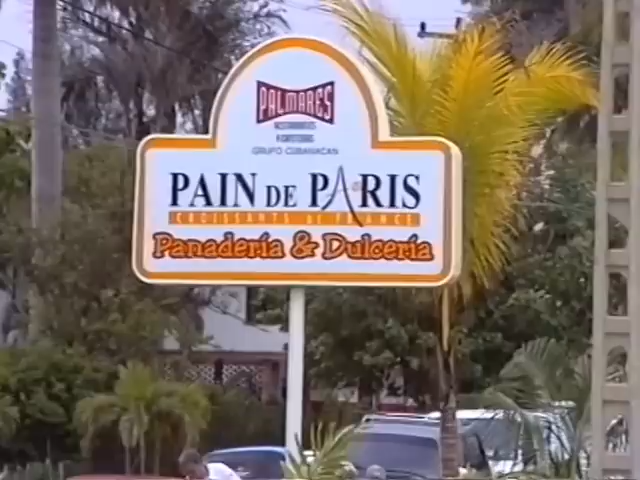 PALMARES
GRUPO CUBANACAN
PAIN DE PARIS
CROISSANTS DE FRANCE
Panadería & Dulcería